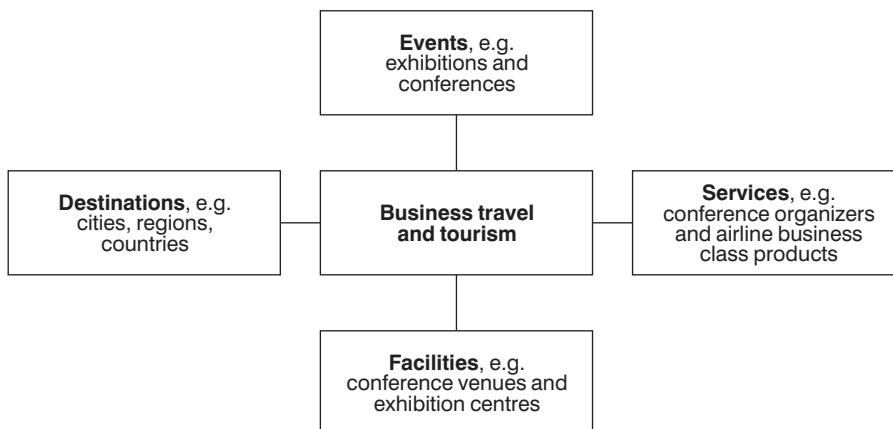 Events, e.g.
exhibitions and
conferences
Destinations, e.g.
cities, regions,
countries
Business travel
and tourism
Services, e.g.
conference organizers
and airline business
class products
Facilities, e.g.
conference venues and
exhibition centres